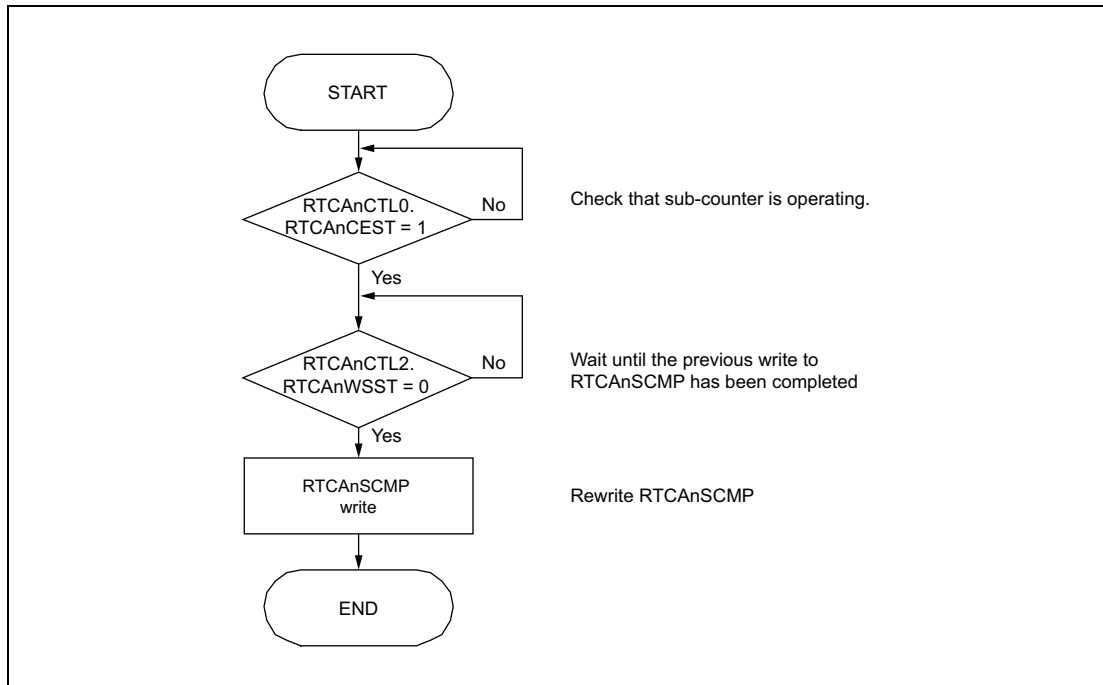 START
RTCAnCTL0.
RTCAnCEST = 1
No
Check that sub-counter is operating.
Yes
RTCAnCTL2.
RTCAnWSST = 0
No
Wait until the previous write to
RTCAnSCMP has been completed
Yes
RTCAnSCMP
write
Rewrite RTCAnSCMP
END